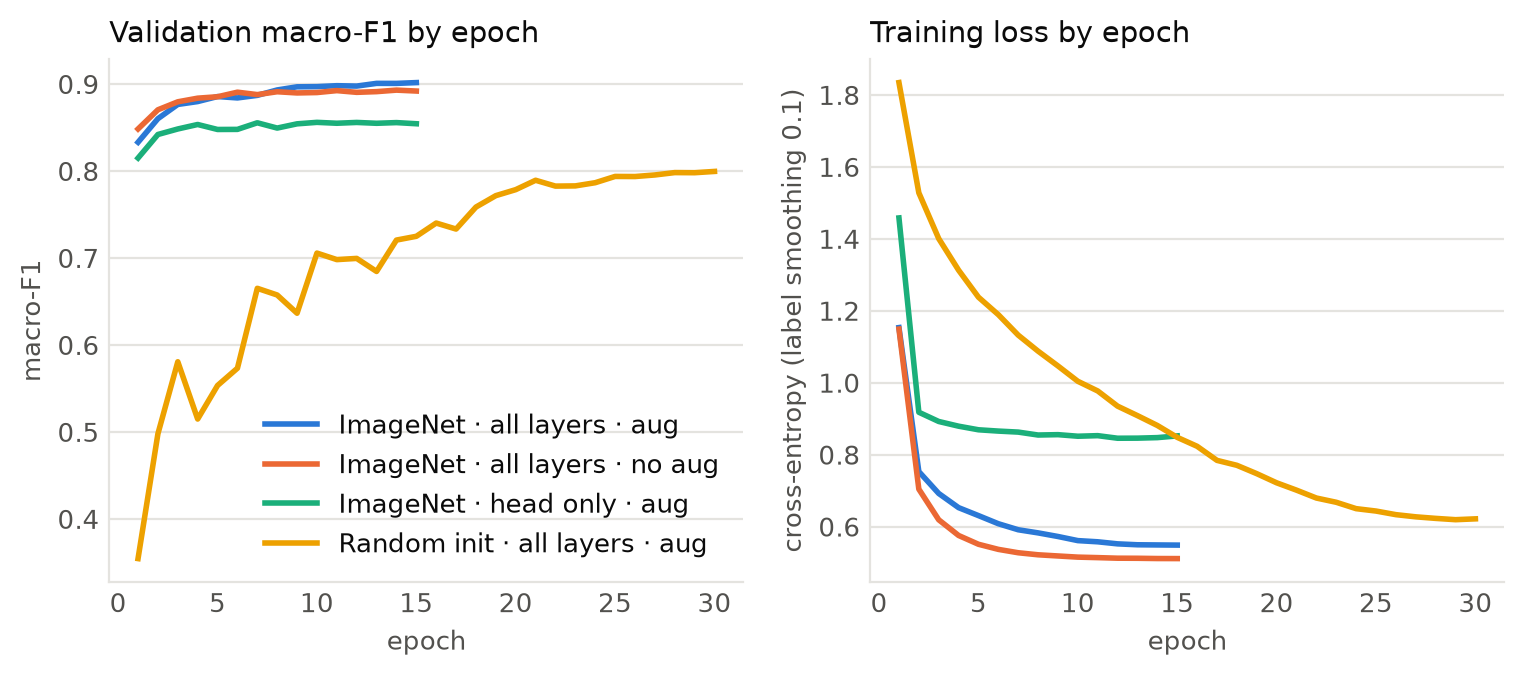 Validation macro-F1 by epoch
macro-F1
0.9
0.8
0.7
0.6
0.5
0.4
ImageNet · all layers · aug
ImageNet · all layers · no aug
ImageNet · head only · aug
Random init · all layers · aug
0 5 10 15 20 25 30
epoch
Training loss by epoch
cross-entropy (label smoothing 0.1)
1.8
1.6
1.4
1.2
1.0
0.8
0.6
0 5 10 15 20 25 30
epoch